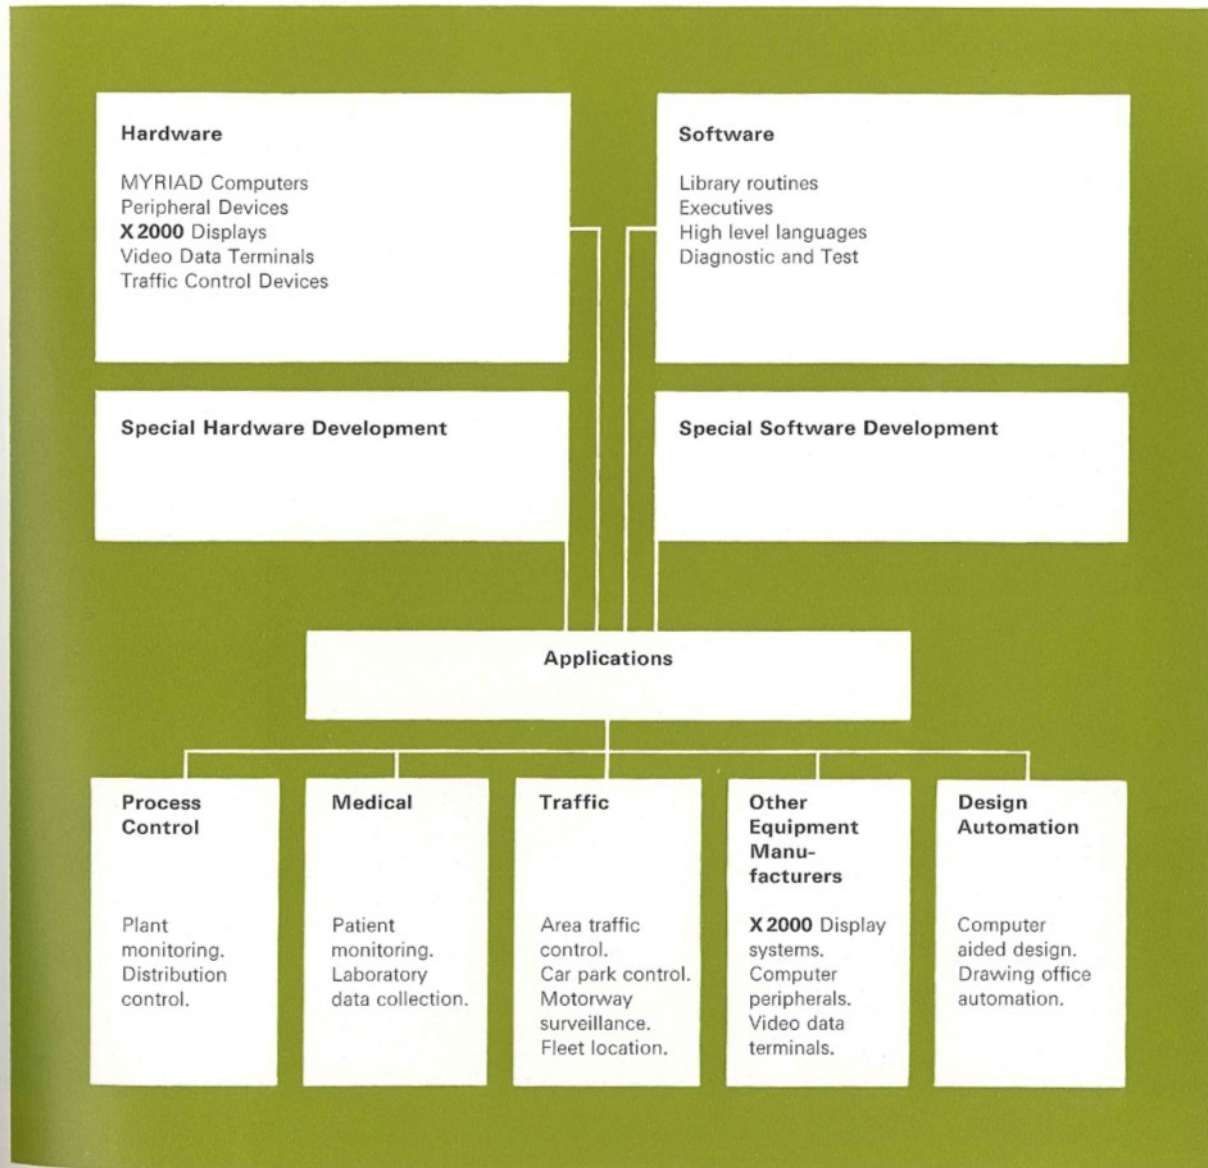 Hardware
MYRIAD Computers
Peripheral Devices
X2000 Displays
Video Data Terminals
Traffic Control Devices
Software
Library routines
Executives
High level languages
Diagnostic and Test
Special Hardware Development
Special Software Development
Applications
Process
Control
Plant
monitoring.
Distribution
control.
Medical
Patient
monitoring.
Laboratory
data collection.
Traffic
Area traffic
control.
Car park control.
Motorway
surveillance.
Fleet location.
Other
Equipment
Manu-
facturers
X2000 Display
systems.
Computer
peripherals.
Video data
terminals.
Design
Automation
Computer
aided design.
Drawing office
automation.